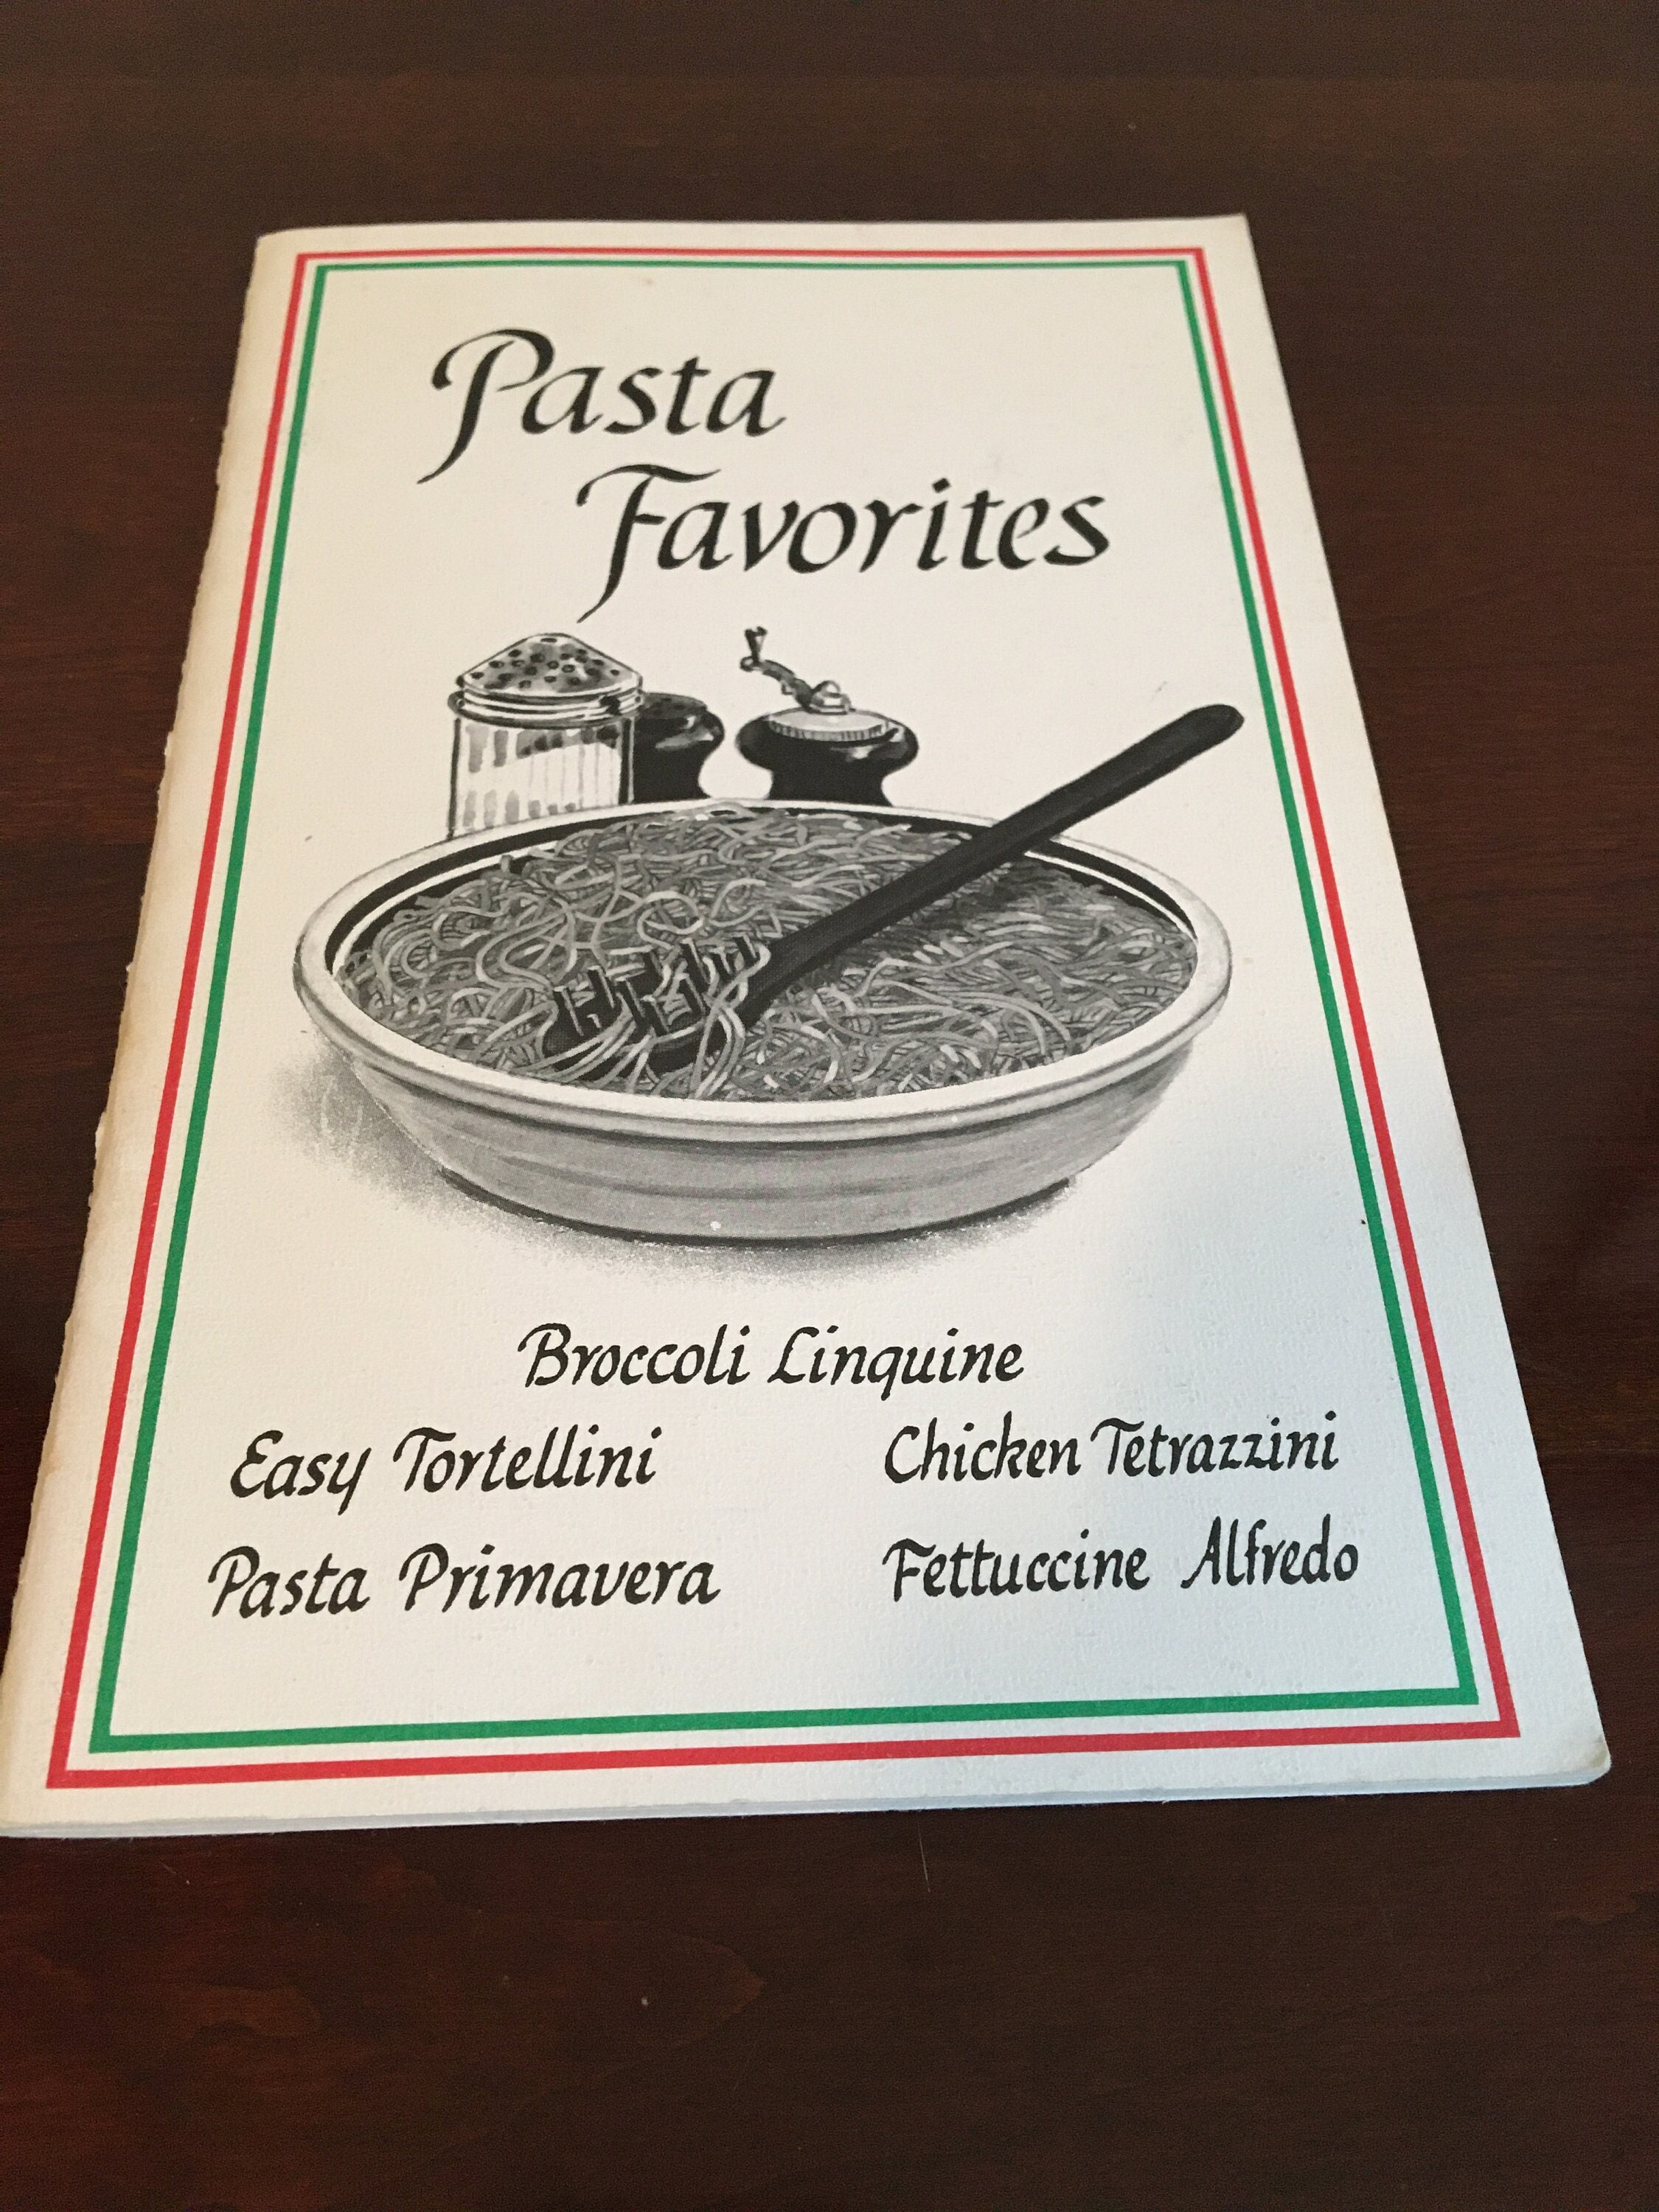 Pasta
Favorites
Broccoli Linquine
Easy Tortellini
Chicken Tetrazzini
Pasta Primavera
Fettuccine Alfredo